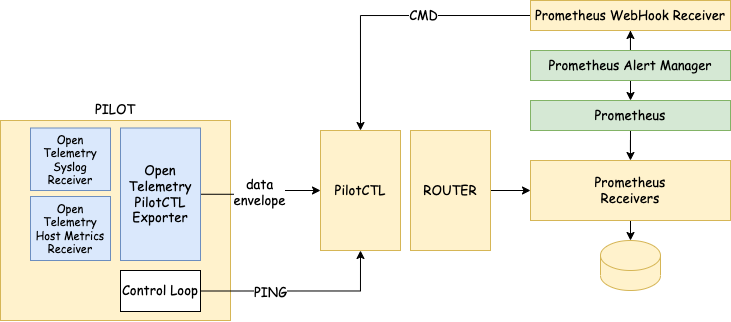 CMD
Prometheus WebHook Receiver
Prometheus Alert Manager
PILOT
Prometheus
Open
Telemetry
Syslog
Receiver
Open
Telemetry
PilotCTL
Exporter
data
envelope
PilotCTL
ROUTER
Prometheus
Receivers
Open
Telemetry
Host Metrics
Receiver
Control Loop
PING